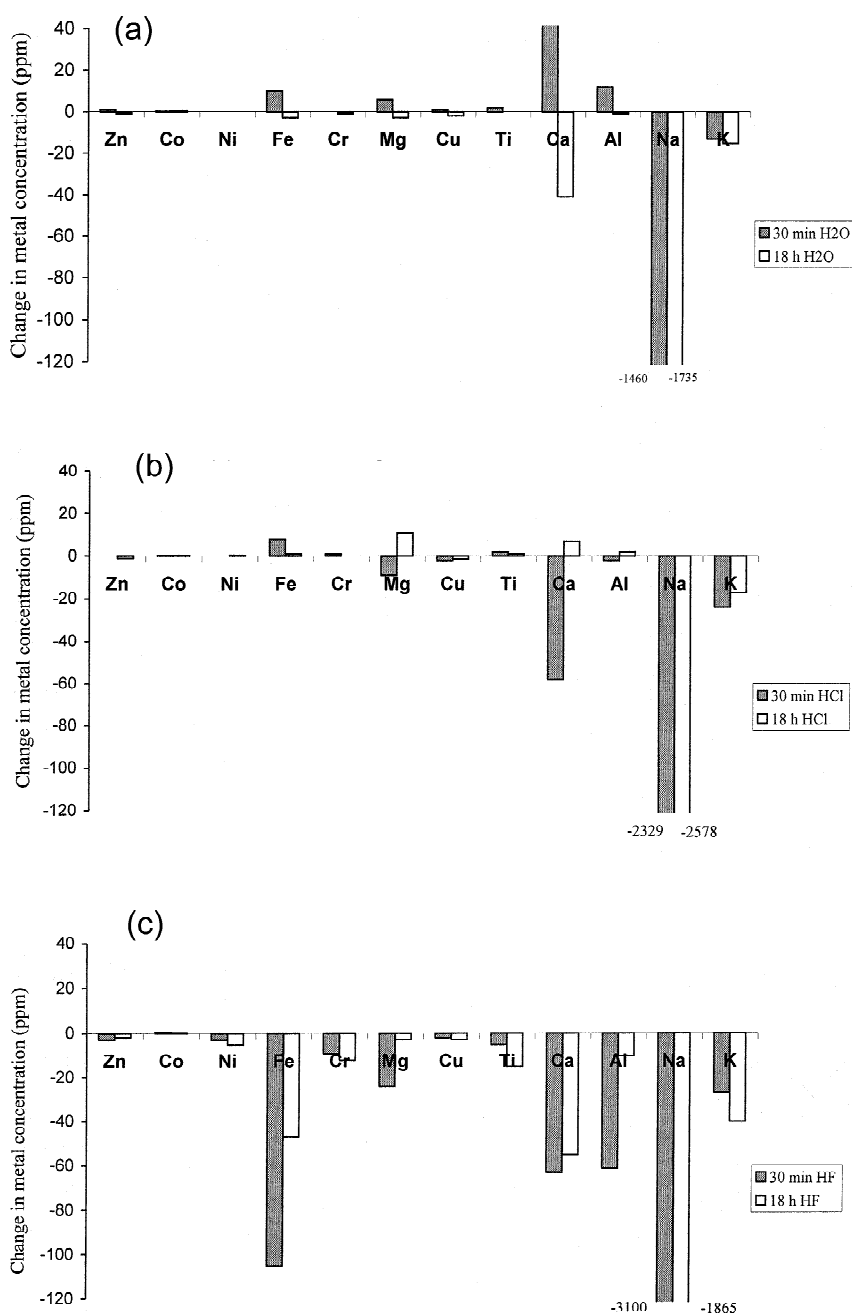 (a)
Change in metal concentration (ppm)
40
20
0
-20
-40
-60
-80
-100
-120
Zn Co Ni Fe Cr Mg Cu Ti Ca Al Na K
30 min H2O
18 h H2O
-1460 -1735
(b)
Change in metal concentration (ppm)
40
20
0
-20
-40
-60
-80
-100
-120
Zn Co Ni Fe Cr Mg Cu Ti Ca Al Na K
30 min HCl
18 h HCl
-2329 -2578
(c)
Change in metal concentration (ppm)
40
20
0
-20
-40
-60
-80
-100
-120
Zn Co Ni Fe Cr Mg Cu Ti Ca Al Na K
30 min HF
18 h HF
-3100 -1865